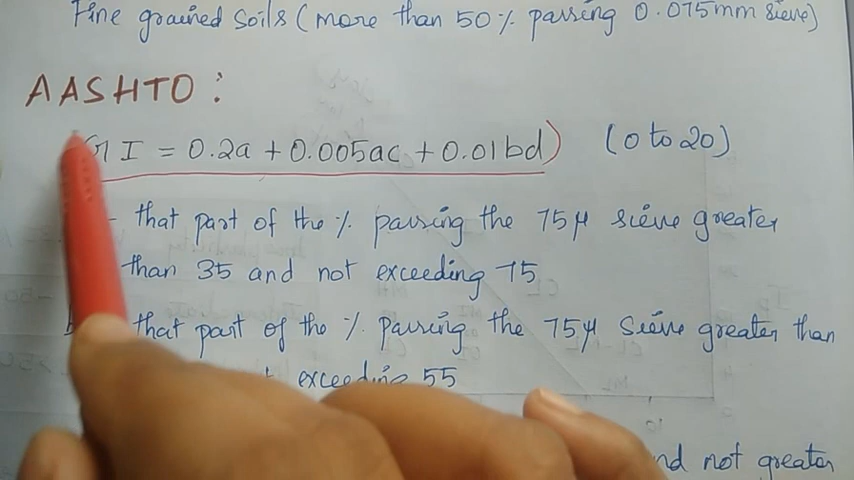 Fine grained soils (more than 50% passing 0.075mm sieve)
AASHTO :
GI = 0.2a + 0.005ac + 0.01bd) (0 to 20)
- that part of the % passing the 75μ sieve greater
than 35 and not exceeding 75
that part of the % passing the 75μ sieve greater than
exceeding 55
and not greater